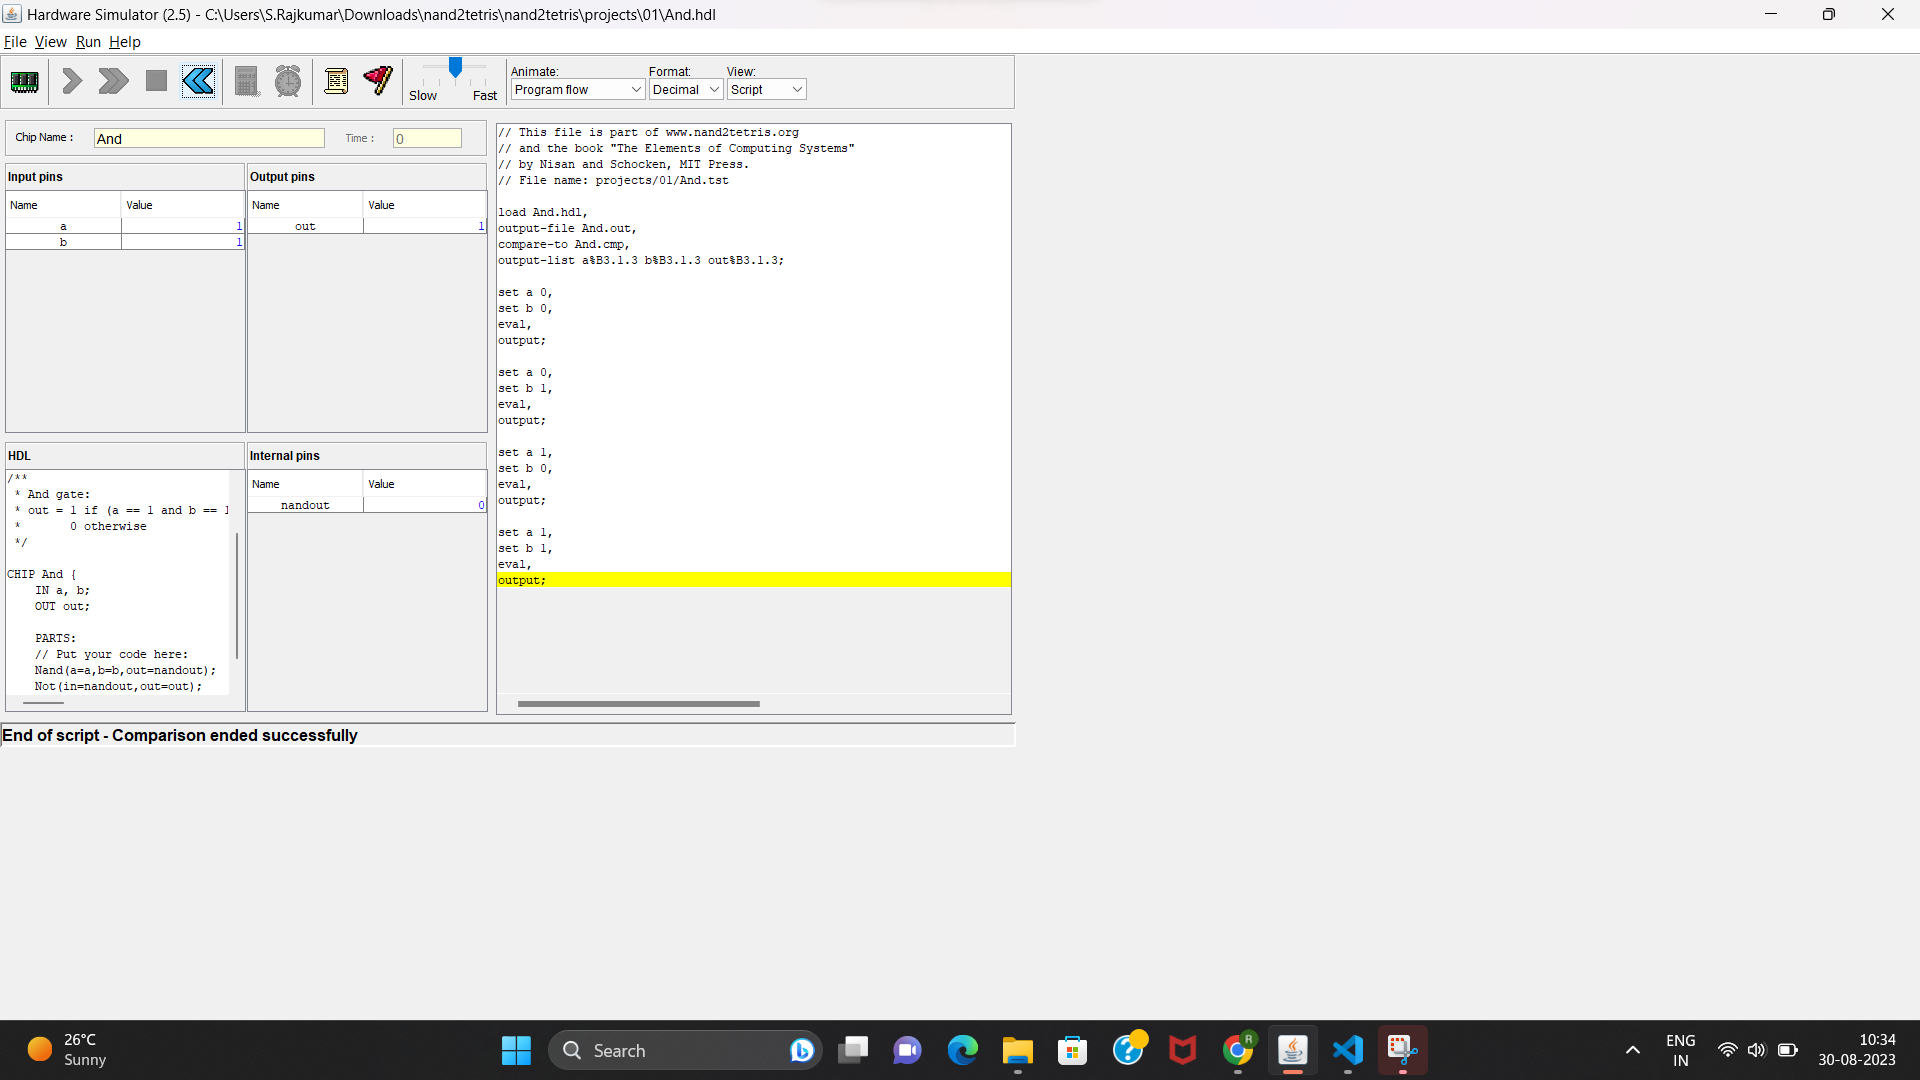 Hardware Simulator (2.5) - C:\Users\S.Rajkumar\Downloads\nand2tetris\nand2tetris\projects\01\And.hdl
File View Run Help
Slow Fast
Animate:
Program flow
Format:
Decimal
View:
Script
Chip Name : And Time : 0
Input pins
Name Value
a 1
b 1
Output pins
Name Value
out 1
HDL
/**
* And gate:
* out = 1 if (a == 1 and b == 1
* 0 otherwise
*/
CHIP And {
IN a, b;
OUT out;
PARTS:
// Put your code here:
Nand(a=a,b=b,out=nandout);
Not(in=nandout,out=out);
Internal pins
Name Value
nandout 0
// This file is part of www.nand2tetris.org
// and the book "The Elements of Computing Systems"
// by Nisan and Schocken, MIT Press.
// File name: projects/01/And.tst
load And.hdl,
output-file And.out,
compare-to And.cmp,
output-list a%B3.1.3 b%B3.1.3 out%B3.1.3;
set a 0,
set b 0,
eval,
output;
set a 0,
set b 1,
eval,
output;
set a 1,
set b 0,
eval,
output;
set a 1,
set b 1,
eval,
output;
End of script - Comparison ended successfully
26°C
Sunny
Search
R
ENG
IN
10:34
30-08-2023